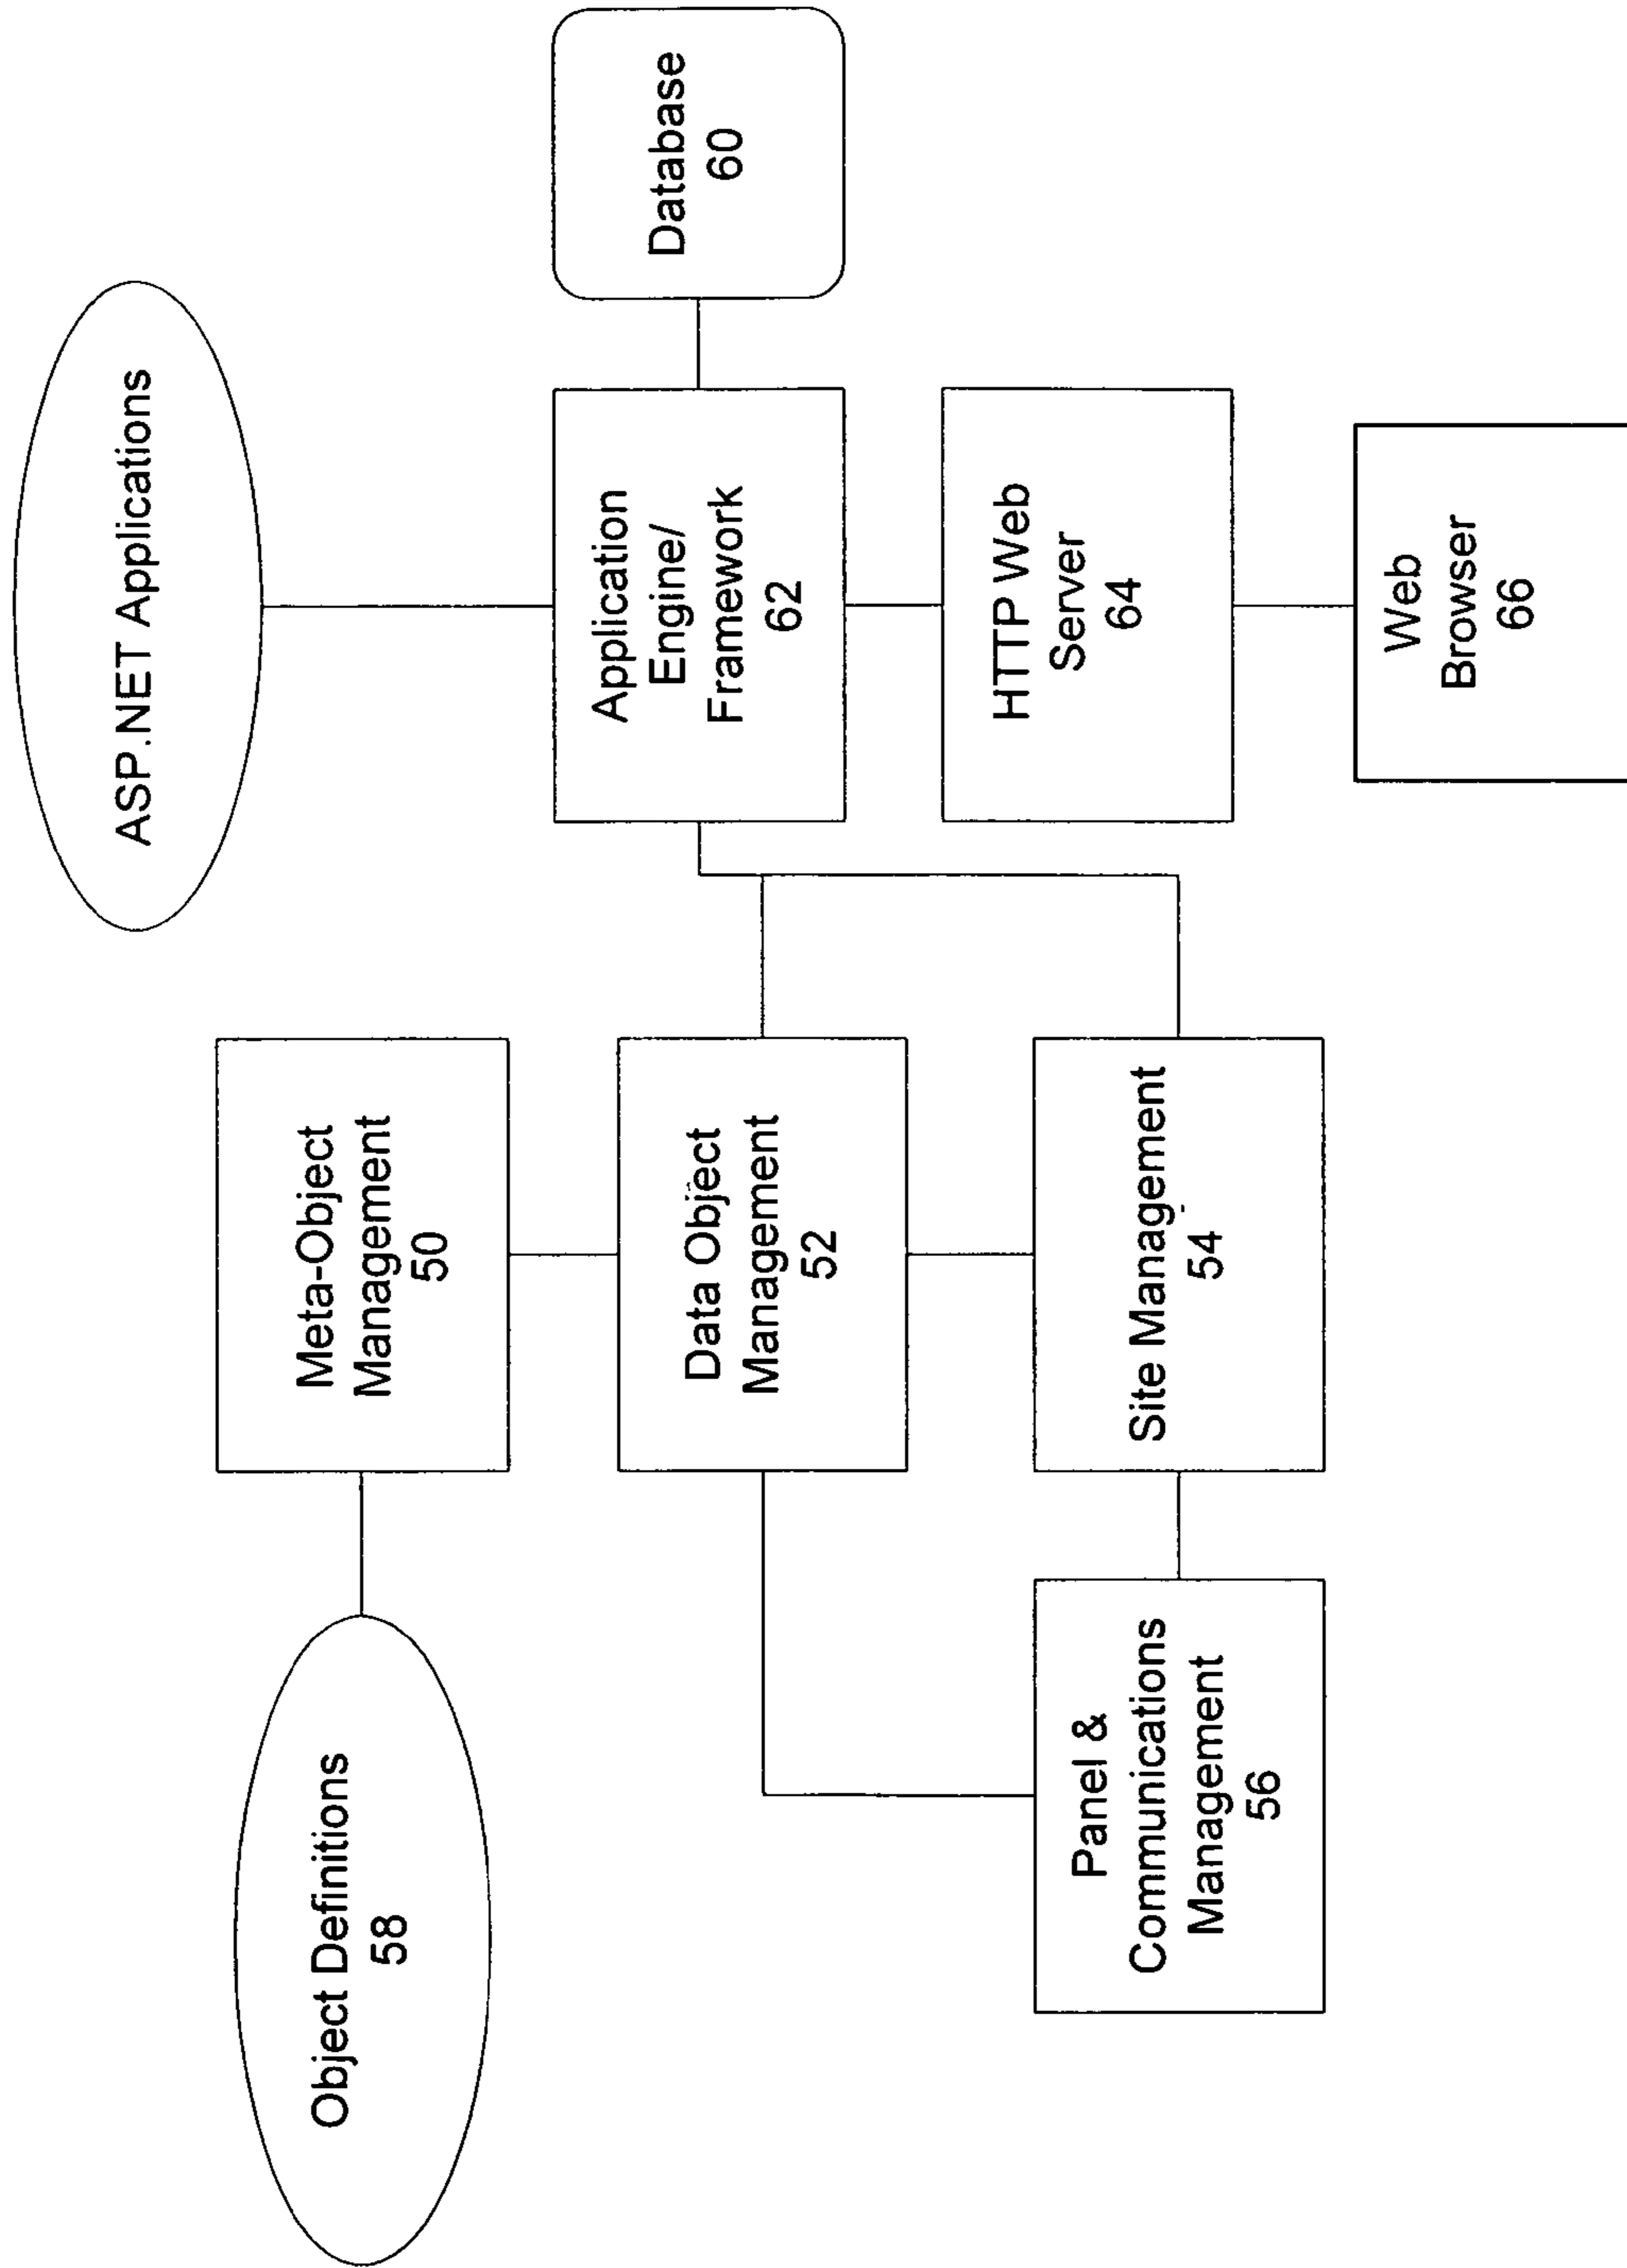 Object Definitions
58
Meta-Object
Management
50
ASP.NET Applications
Data Object
Management
52
Application
Engine/
Framework
62
Database
60
Panel &
Communications
Management
56
Site Management
54
HTTP Web
Server
64
Web
Browser
66